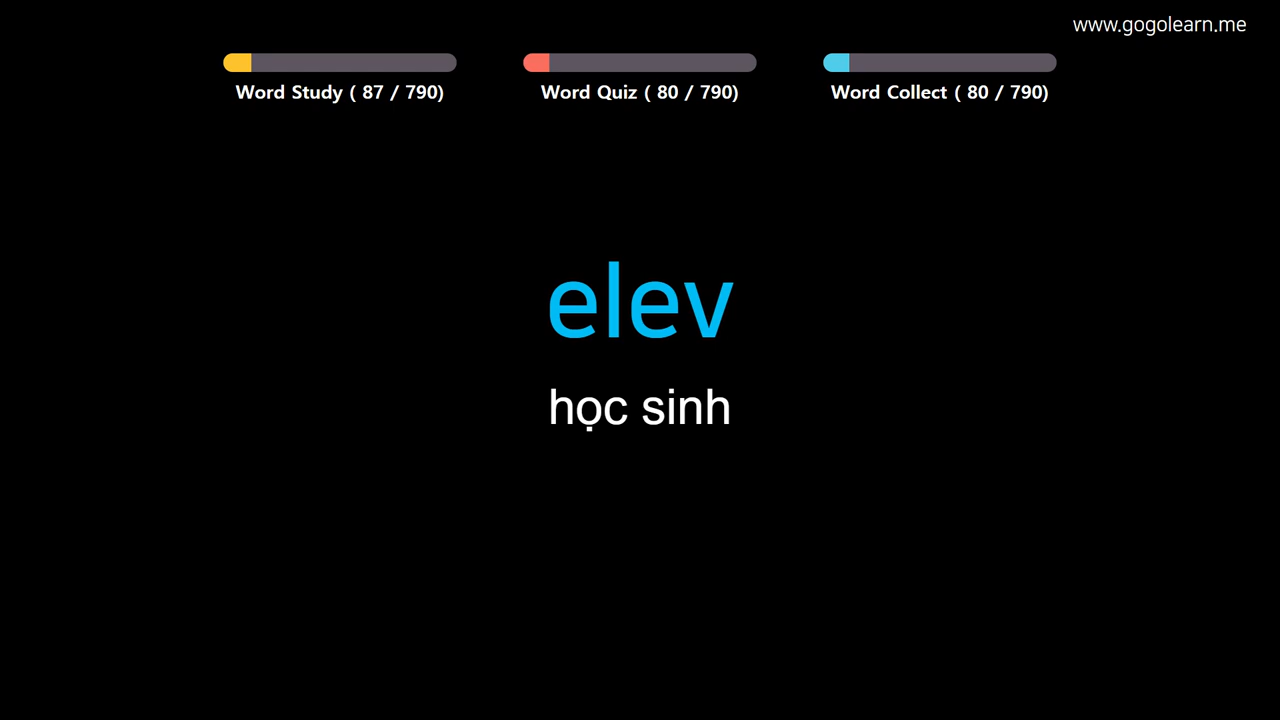 www.gogolearn.me
Word Study ( 87 / 790)
Word Quiz ( 80 / 790)
Word Collect ( 80 / 790)
elev
học sinh